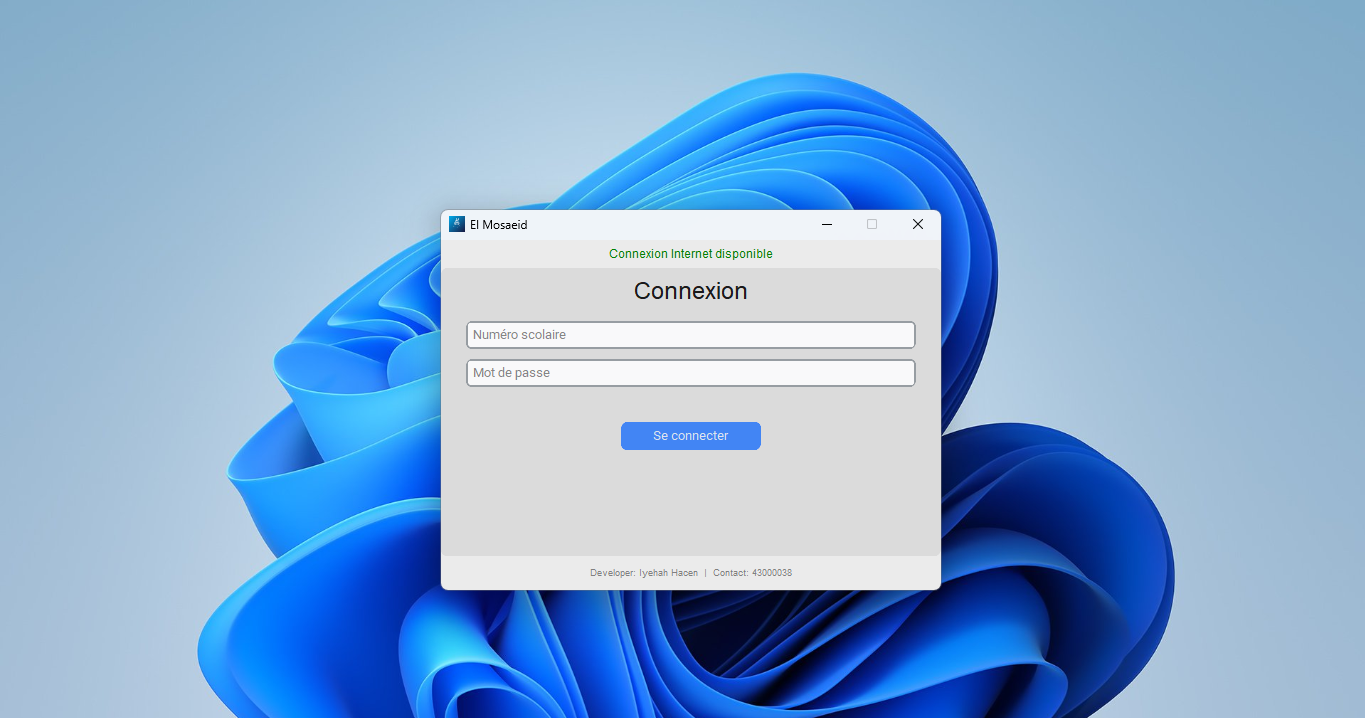 El Mosaeid
Connexion Internet disponible
Connexion
Numéro scolaire
Mot de passe
Se connecter
Developer: Iyehah Hacen | Contact: 43000038